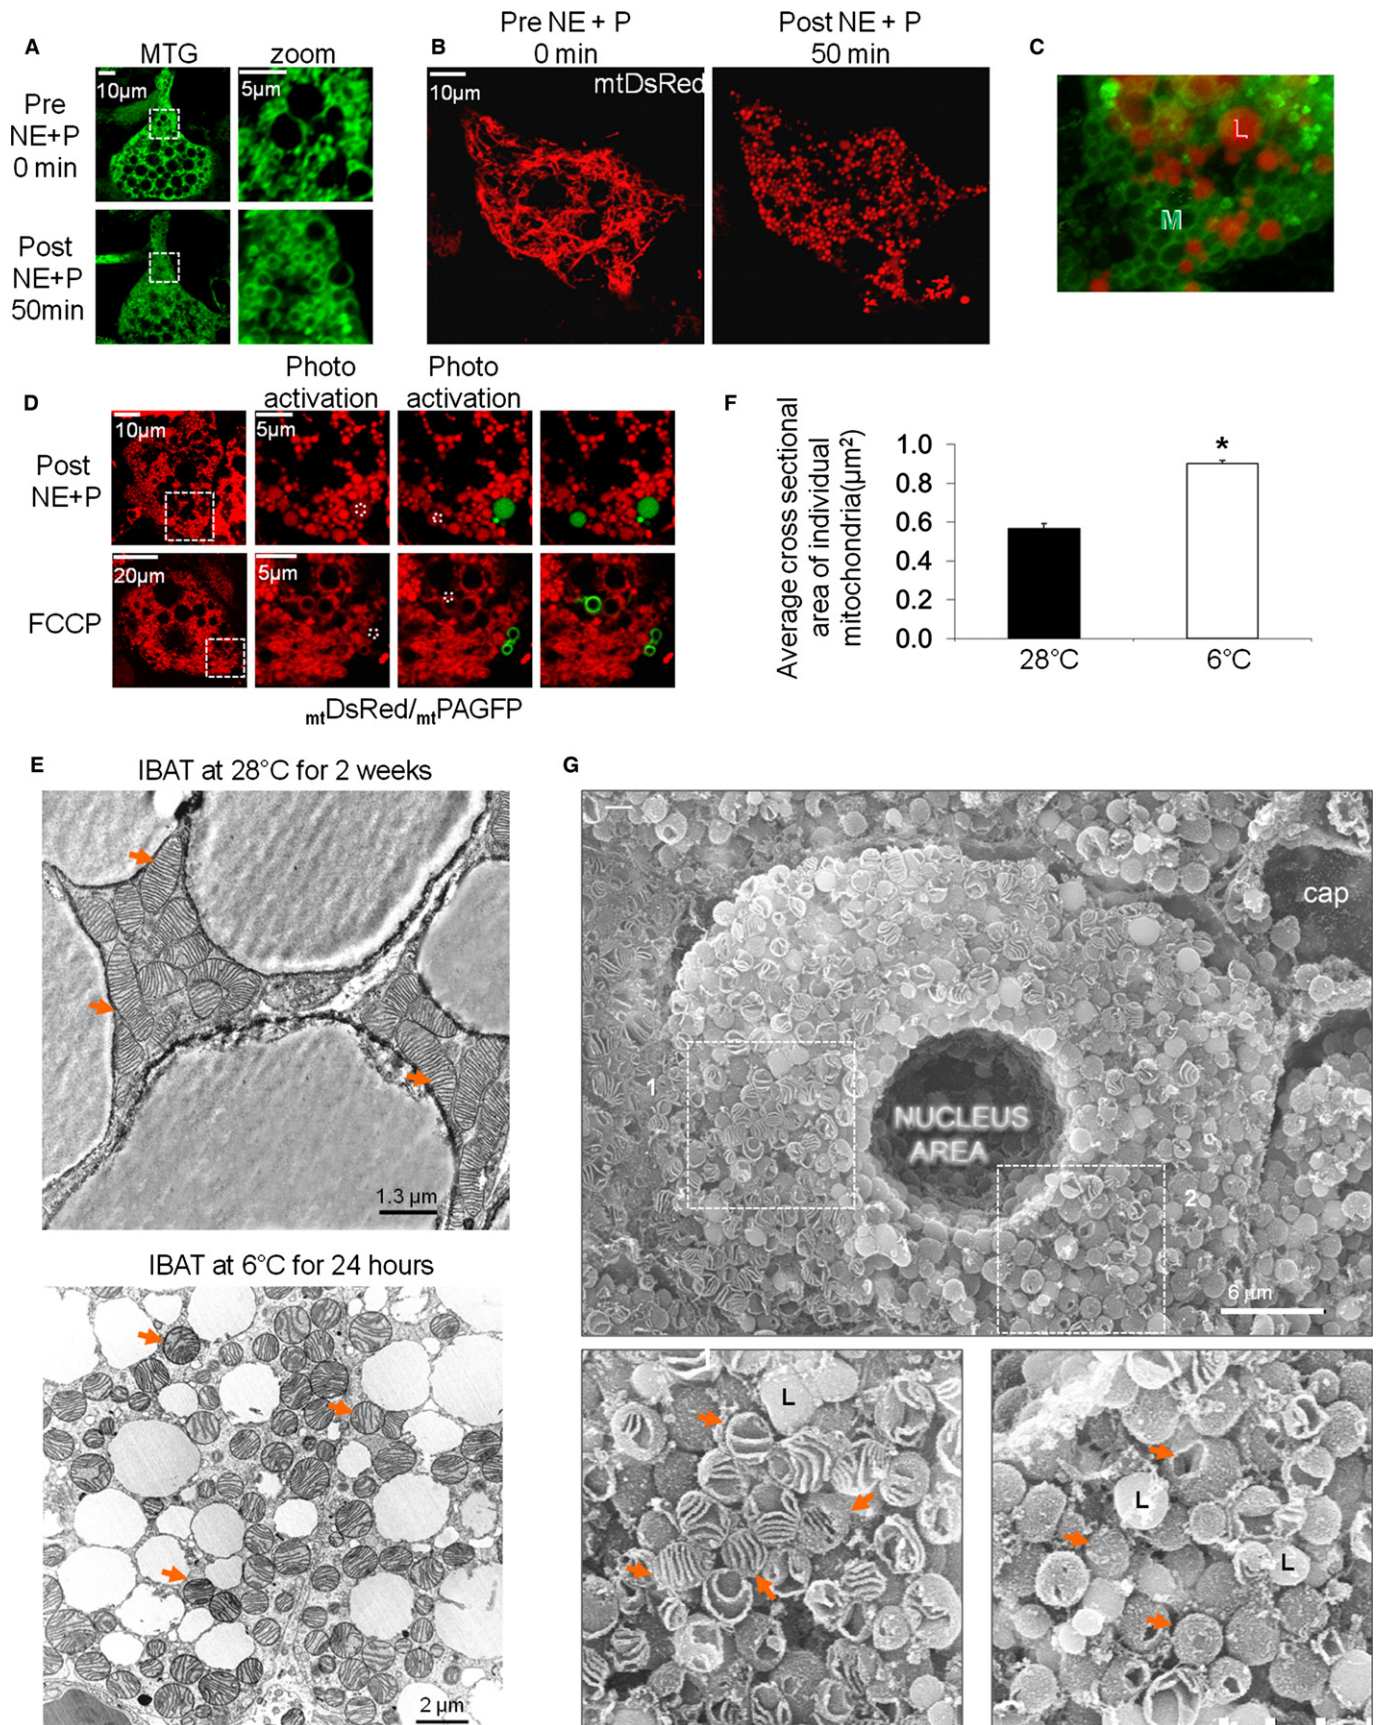 A
MTG
zoom
Pre
NE+P
0 min
10µm
5µm
Post
NE+P
50min
B
Pre NE + P
0 min
Post NE + P
50 min
10µm
mtDsRed
C
L
M
D
Photo
activation
Photo
activation
Post
NE+P
10µm
5µm
FCCP
20µm
5µm
mtDsRed/mtPAGFP
F
Average cross sectional
area of individual
mitochondria(µm²)
1.0
0.8
0.6
0.4
0.2
0.0
*
28°C
6°C
E
IBAT at 28°C for 2 weeks
1.3 µm
IBAT at 6°C for 24 hours
2 µm
G
cap
1
NUCLEUS
AREA
2
6 µm
L
L
L